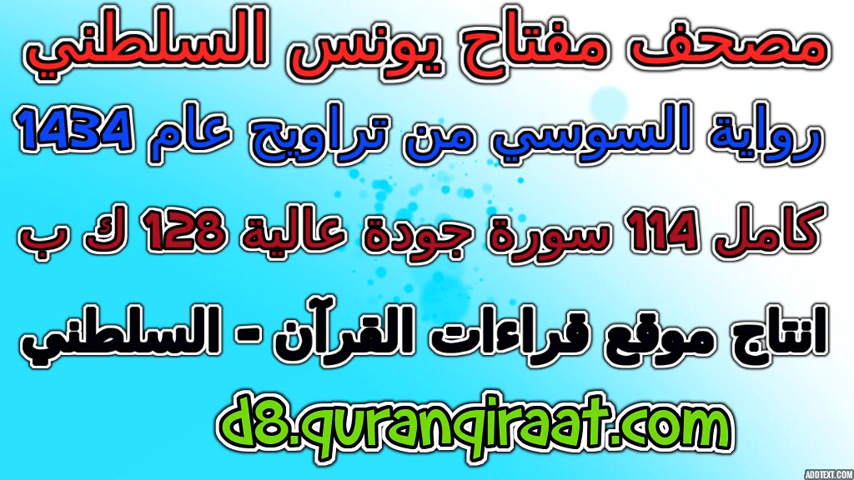 مصحف مفتاح يونس السلطني
رواية السوسي من تراويح عام 1434
كامل 114 سورة جودة عالية 128 ك ب
انتاج موقع قراءات القرآن - السلطني
d8.quranqiraat.com
ADDTEXT.COM